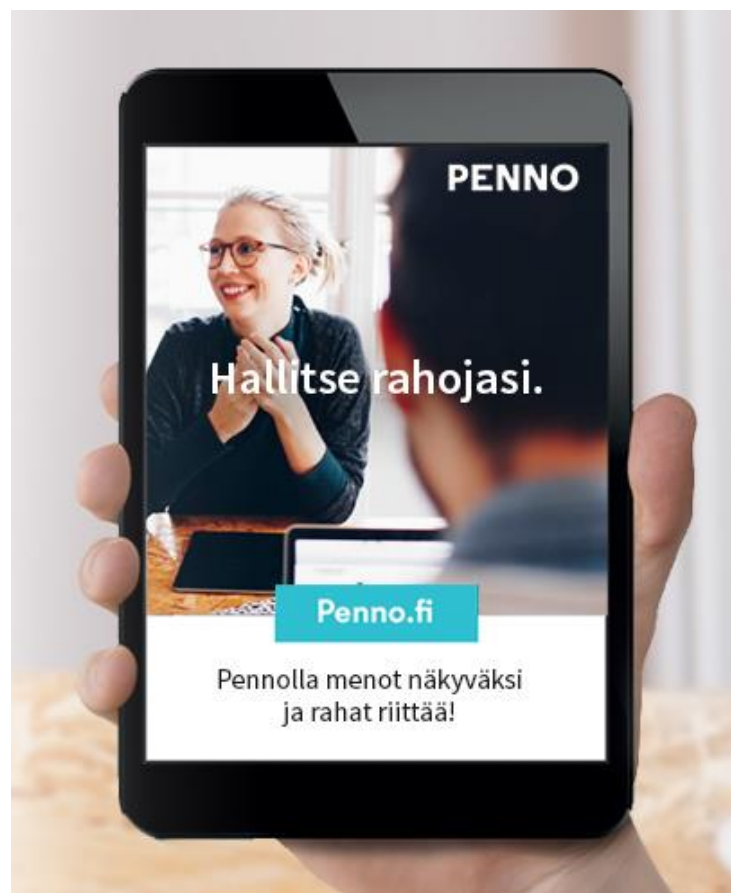 PENNO
Hallitse rahojasi.
Penno.fi
Pennolla menot näkyväksi
ja rahat riittää!